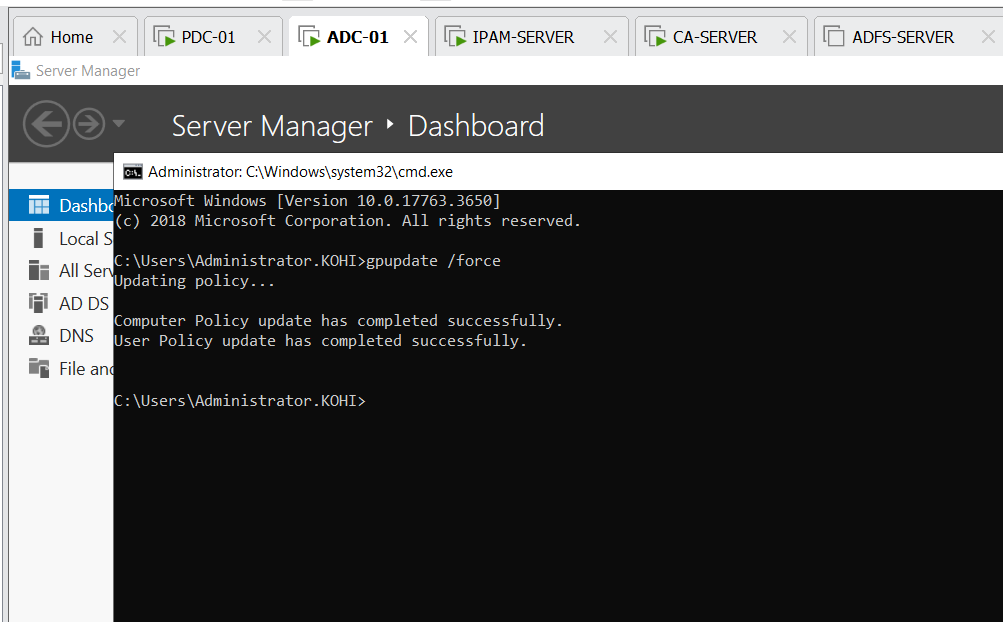 Home
PDC-01
ADC-01
IPAM-SERVER
CA-SERVER
ADFS-SERVER
Server Manager
Server Manager ‣ Dashboard
Administrator: C:\Windows\system32\cmd.exe
Dashbo
Local S
All Serv
AD DS
DNS
File and
Microsoft Windows [Version 10.0.17763.3650]
(c) 2018 Microsoft Corporation. All rights reserved.
C:\Users\Administrator.KOHI>gpupdate /force
Updating policy...
Computer Policy update has completed successfully.
User Policy update has completed successfully.
C:\Users\Administrator.KOHI>